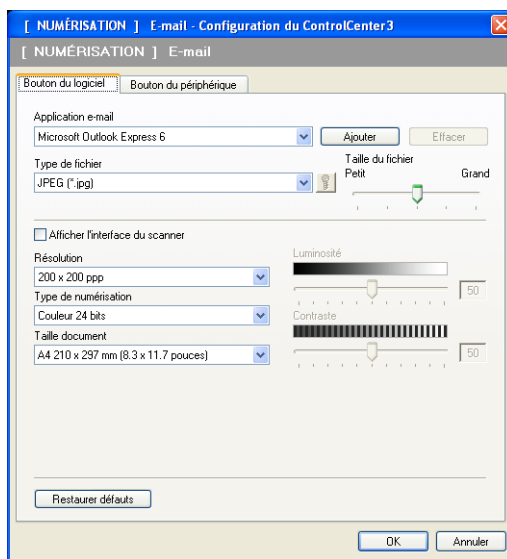 [ NUMÉRISATION ] E-mail - Configuration du ControlCenter3
[ NUMÉRISATION ] E-mail
Bouton du logiciel Bouton du périphérique
Application e-mail
Microsoft Outlook Express 6 Ajouter Effacer
Type de fichier Taille du fichier
Petit Grand
JPEG (*.jpg)
Afficher l'interface du scanner
Résolution Luminosité
200 x 200 ppp 50
Type de numérisation
Couleur 24 bits Contraste
Taille document
A4 210 x 297 mm (8.3 x 11.7 pouces) 50
Restaurer défauts
OK Annuler